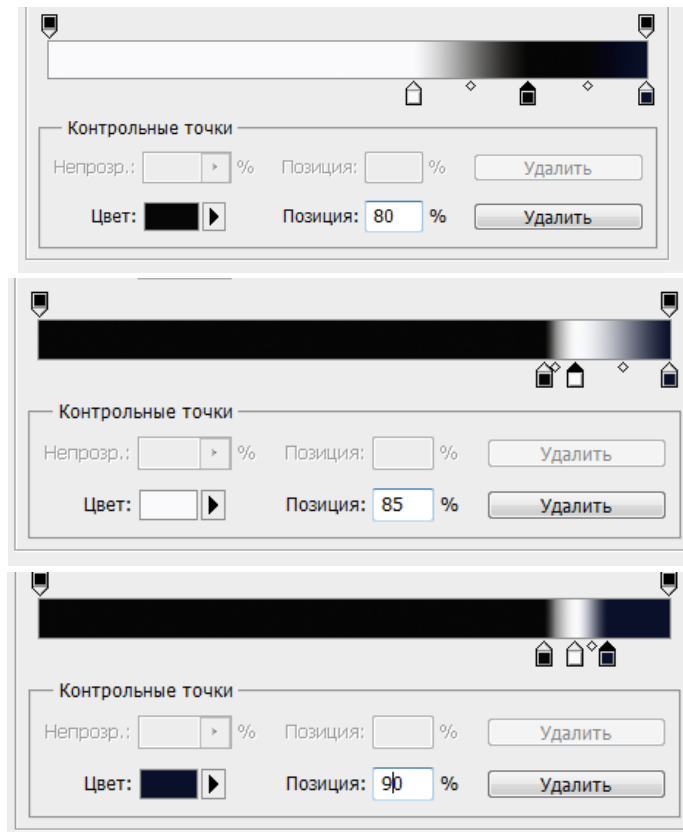 Контрольные точки
Непрозр.: % Позиция: % Удалить
Цвет: Позиция: 80 % Удалить
Контрольные точки
Непрозр.: % Позиция: % Удалить
Цвет: Позиция: 85 % Удалить
Контрольные точки
Непрозр.: % Позиция: % Удалить
Цвет: Позиция: 90 % Удалить